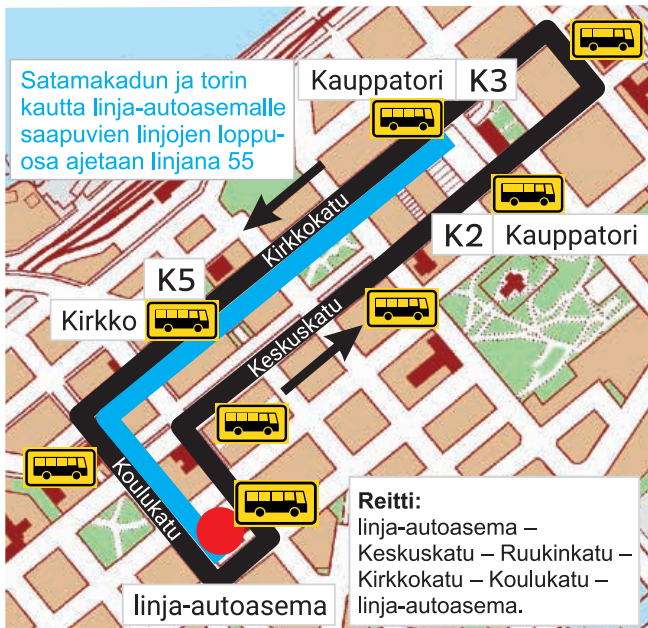 Satamakadun ja torin
kautta linja-autoasemalle
saapuvien linjojen loppu-
osa ajetaan linjana 55
Kauppatori K3
Kirkkokatu
K2 Kauppatori
K5
Kirkko
Keskuskatu
Koulukatu
linja-autoasema
Reitti:
linja-autoasema –
Keskuskatu – Ruukinkatu –
Kirkkokatu – Koulukatu –
linja-autoasema.